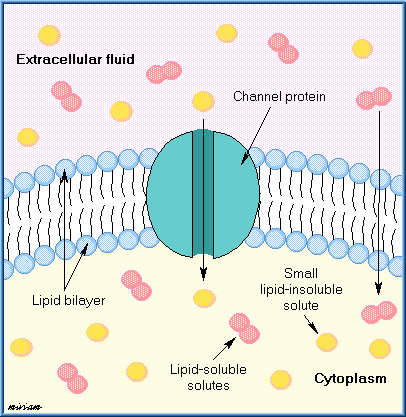 Extracellular fluid
Channel protein
Lipid bilayer
Small
lipid-insoluble
solute
Lipid-soluble
solutes
Cytoplasm
miriam